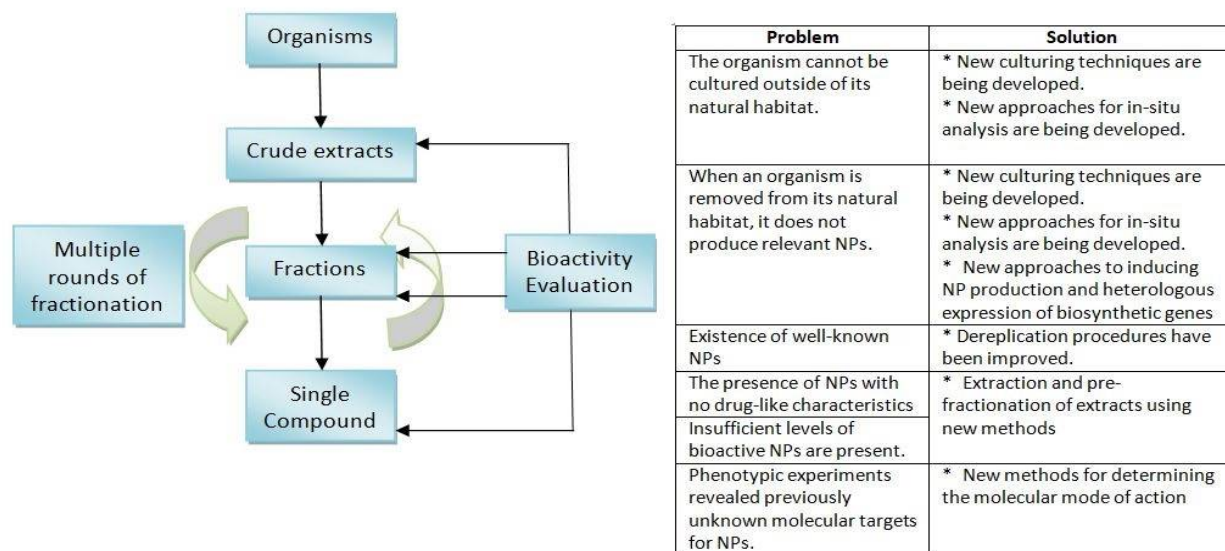 Organisms
Crude extracts
Multiple
rounds of
fractionation
Fractions
Bioactivity
Evaluation
Single
Compound
Problem
Solution
The organism cannot be
cultured outside of its
natural habitat.
* New culturing techniques are
being developed.
* New approaches for in-situ
analysis are being developed.
When an organism is
removed from its natural
habitat, it does not
produce relevant NPs.
* New culturing techniques are
being developed.
* New approaches for in-situ
analysis are being developed.
* New approaches to inducing
NP production and heterologous
expression of biosynthetic genes
Existence of well-known
NPs
* Dereplication procedures have
been improved.
The presence of NPs with
no drug-like characteristics
* Extraction and pre-
fractionation of extracts using
new methods
Insufficient levels of
bioactive NPs are present.
Phenotypic experiments
revealed previously
unknown molecular targets
for NPs.
* New methods for determining
the molecular mode of action